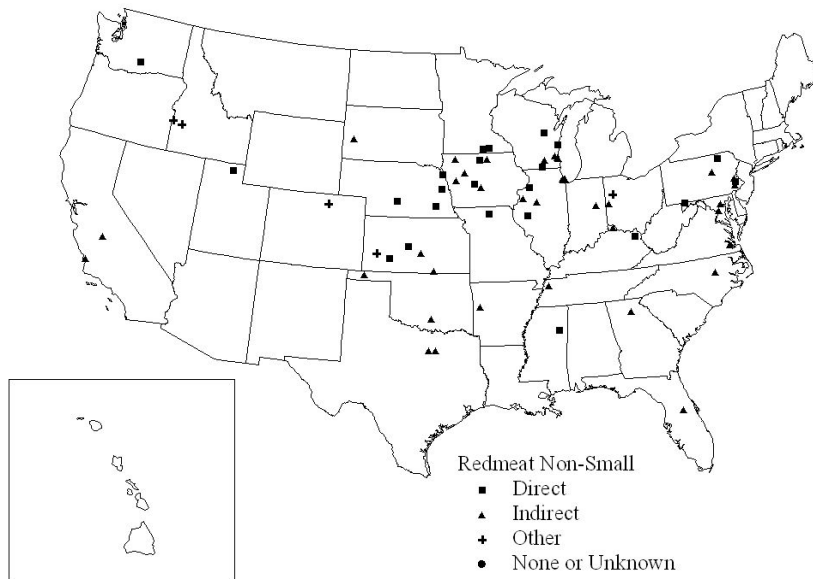 Redmeat Non-Small
Direct
Indirect
Other
None or Unknown